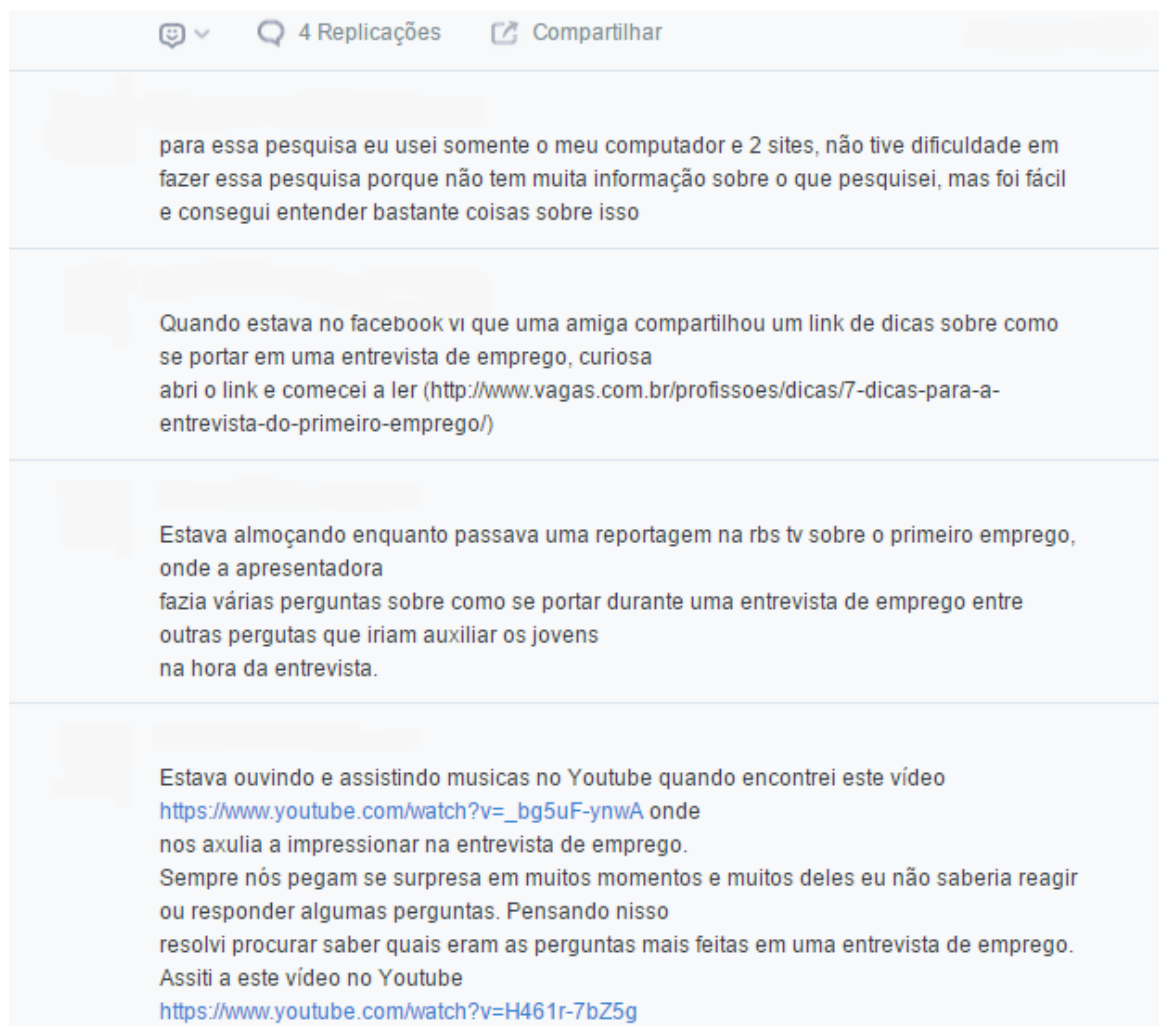 4 Replicações Compartilhar
para essa pesquisa eu usei somente o meu computador e 2 sites, não tive dificuldade em
fazer essa pesquisa porque não tem muita informação sobre o que pesquisei, mas foi fácil
e consegui entender bastante coisas sobre isso
Quando estava no facebook vi que uma amiga compartilhou um link de dicas sobre como
se portar em uma entrevista de emprego, curiosa
abri o link e comecei a ler (http://www.vagas.com.br/profissoes/dicas/7-dicas-para-a-
entrevista-do-primeiro-emprego/)
Estava almoçando enquanto passava uma reportagem na rbs tv sobre o primeiro emprego,
onde a apresentadora
fazia várias perguntas sobre como se portar durante uma entrevista de emprego entre
outras pergutas que iriam auxiliar os jovens
na hora da entrevista.
Estava ouvindo e assistindo musicas no Youtube quando encontrei este vídeo
https://www.youtube.com/watch?v=_bg5uF-ynwA onde
nos axulia a impressionar na entrevista de emprego.
Sempre nós pegam se surpresa em muitos momentos e muitos deles eu não saberia reagir
ou responder algumas perguntas. Pensando nisso
resolvi procurar saber quais eram as perguntas mais feitas em uma entrevista de emprego.
Assiti a este vídeo no Youtube
https://www.youtube.com/watch?v=H461r-7bZ5g